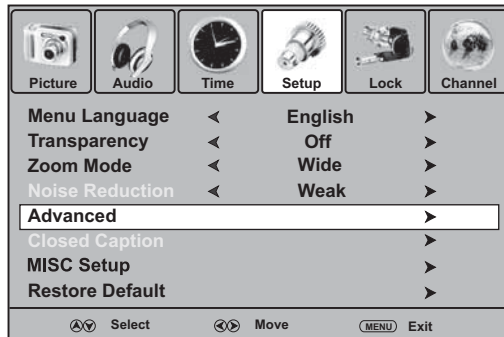 Picture Audio Time Setup Lock Channel
Menu Language English
Transparency Off
Zoom Mode Wide
Noise Reduction Weak
Advanced
Closed Caption
MISC Setup
Restore Default
Select Move MENU Exit